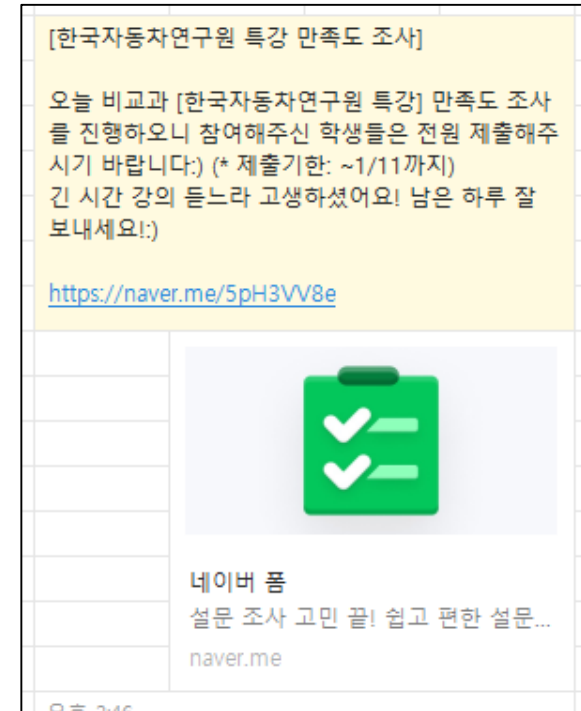 [한국자동차연구원 특강 만족도 조사]
오늘 비교과 [한국자동차연구원 특강] 만족도 조사
를 진행하오니 참여해주신 학생들은 전원 제출해주
시기 바랍니다:) (* 제출기한: ~1/11까지)
긴 시간 강의 듣느라 고생하셨어요! 남은 하루 잘
보내세요!:)
https://naver.me/5pH3VV8e
네이버 폼
설문 조사 고민 끝! 쉽고 편한 설문...
naver.me